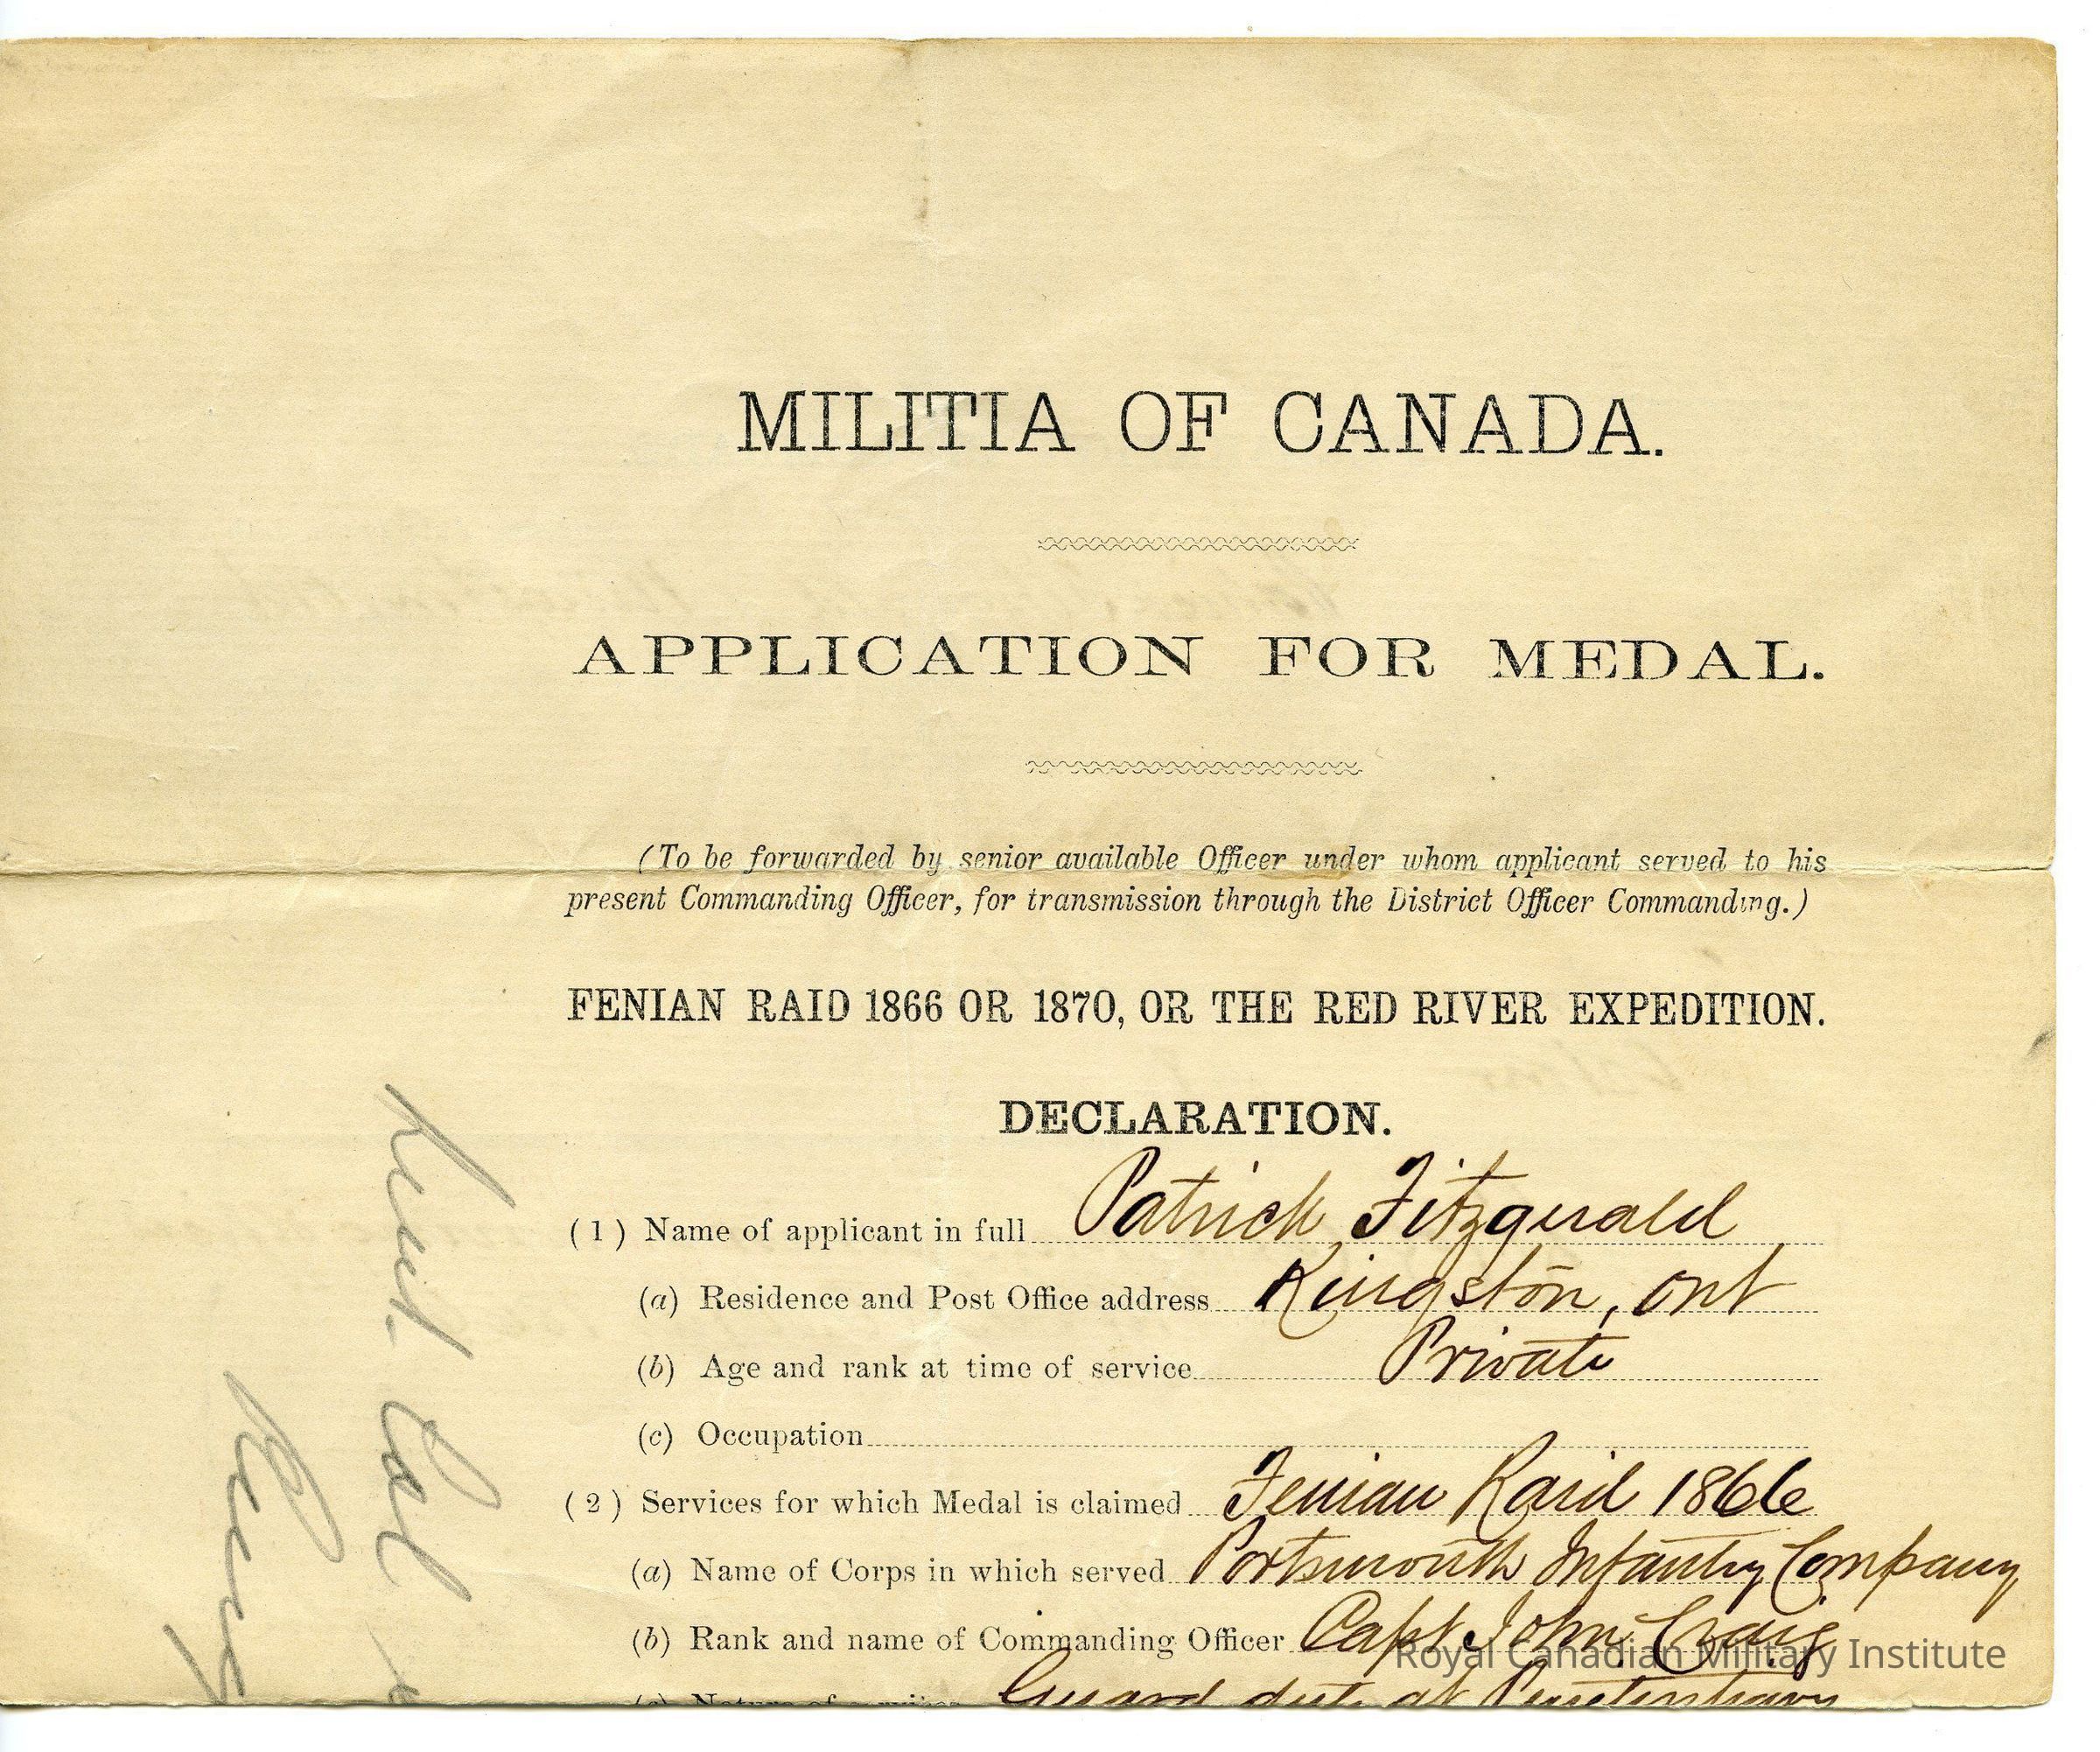 MILITIA OF CANADA.
APPLICATION FOR MEDAL.
(To be forwarded by senior available Officer under whom applicant served to his
present Commanding Officer, for transmission through the District Officer Commanding.)
FENIAN RAID 1866 OR 1870, OR THE RED RIVER EXPEDITION.
DECLARATION.
(1) Name of applicant in full Patrick Fitzgerald
(a) Residence and Post Office address Kingston, Ont
(b) Age and rank at time of service Private
(c) Occupation
(2) Services for which Medal is claimed Fenian Raid 1866
(a) Name of Corps in which served Portsmouth Infantry Company
(b) Rank and name of Commanding Officer Capt John Craig
Guard duty at Penitentiary
Royal Canadian Military Institute